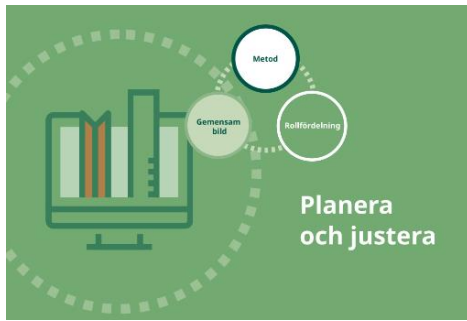 Metod
Gemensam
bild
Rollfördelning
Planera
och justera